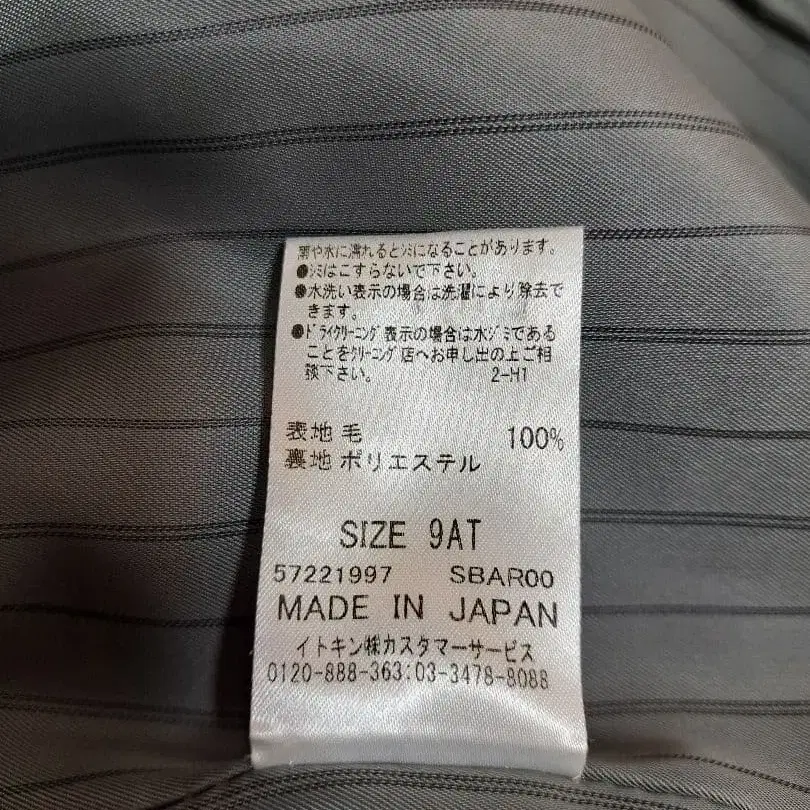 雨や水に濡れるとシミになることがあります。
●シミはこすらないで下さい。
●水洗い表示の場合は洗濯により除去で
きます。
●ドライクリーニング表示の場合は水ジミである
ことをクリーニング店へお申し出の上ご相
談下さい。 2-H1
表地 毛 100%
裏地 ポリエステル
SIZE 9AT
57221997 SBAR00
MADE IN JAPAN
イトキン㈱カスタマーサービス
0120-888-363:03-3478-8088